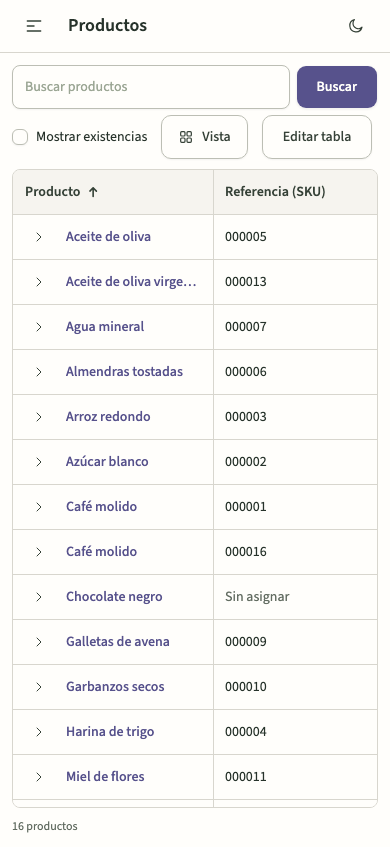 Productos
Buscar productos
Buscar
Mostrar existencias
Vista
Editar tabla
Producto ↑ Referencia (SKU)
Aceite de oliva 000005
Aceite de oliva virge... 000013
Agua mineral 000007
Almendras tostadas 000006
Arroz redondo 000003
Azúcar blanco 000002
Café molido 000001
Café molido 000016
Chocolate negro Sin asignar
Galletas de avena 000009
Garbanzos secos 000010
Harina de trigo 000004
Miel de flores 000011
16 productos